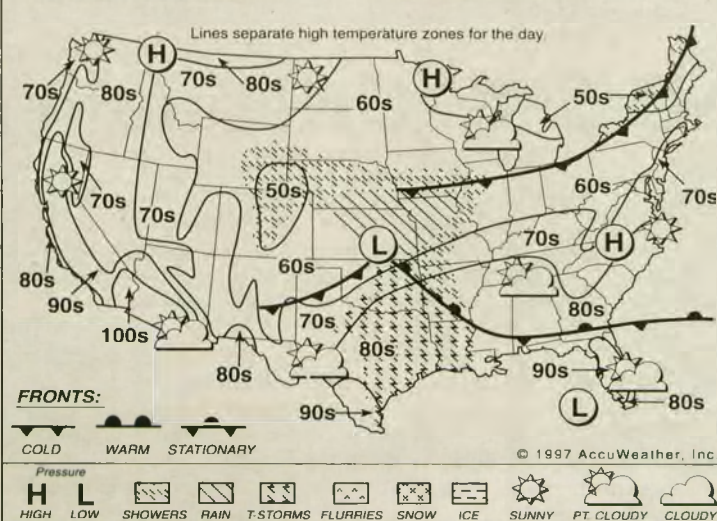 Lines separate high temperature zones for the day.
H
H
70s
80s
70s
80s
60s
50s
60s
70s
70s
70s
50s
L
70s
H
80s
60s
90s
70s
80s
80s
100s
80s
90s
90s
80s
L
FRONTS:
COLD WARM STATIONARY
© 1997 AccuWeather, Inc
Pressure
H L
HIGH LOW SHOWERS RAIN T-STORMS FLURRIES SNOW ICE SUNNY PT. CLOUDY CLOUDY